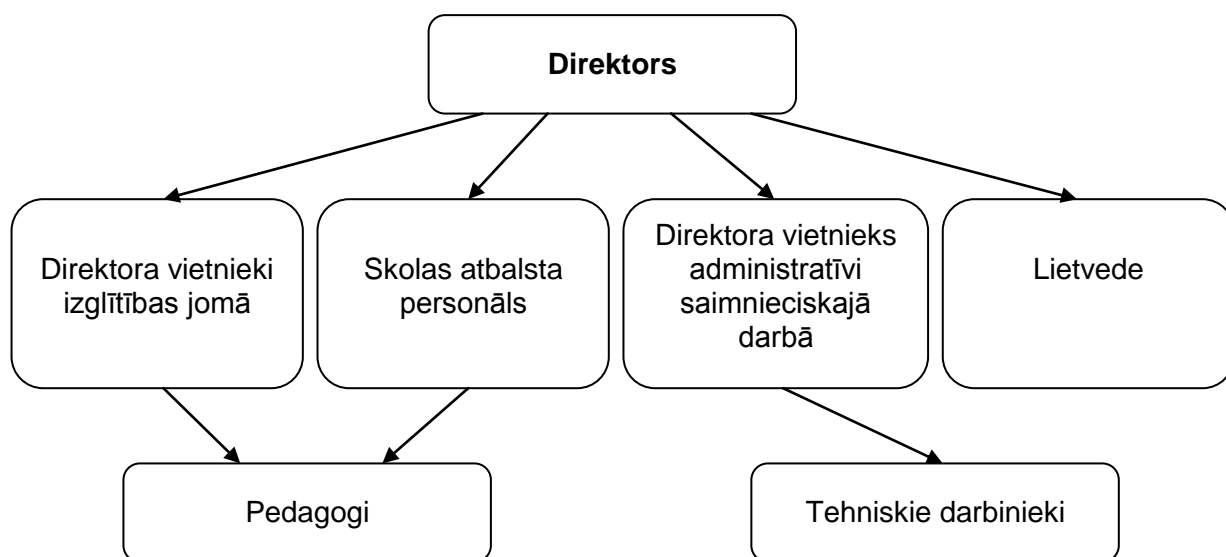 Direktors
Direktora vietnieki
izglītības jomā
Skolas atbalsta
personāls
Direktora vietnieks
administratīvi
saimnieciskajā
darbā
Lietvede
Pedagogi
Tehniskie darbinieki